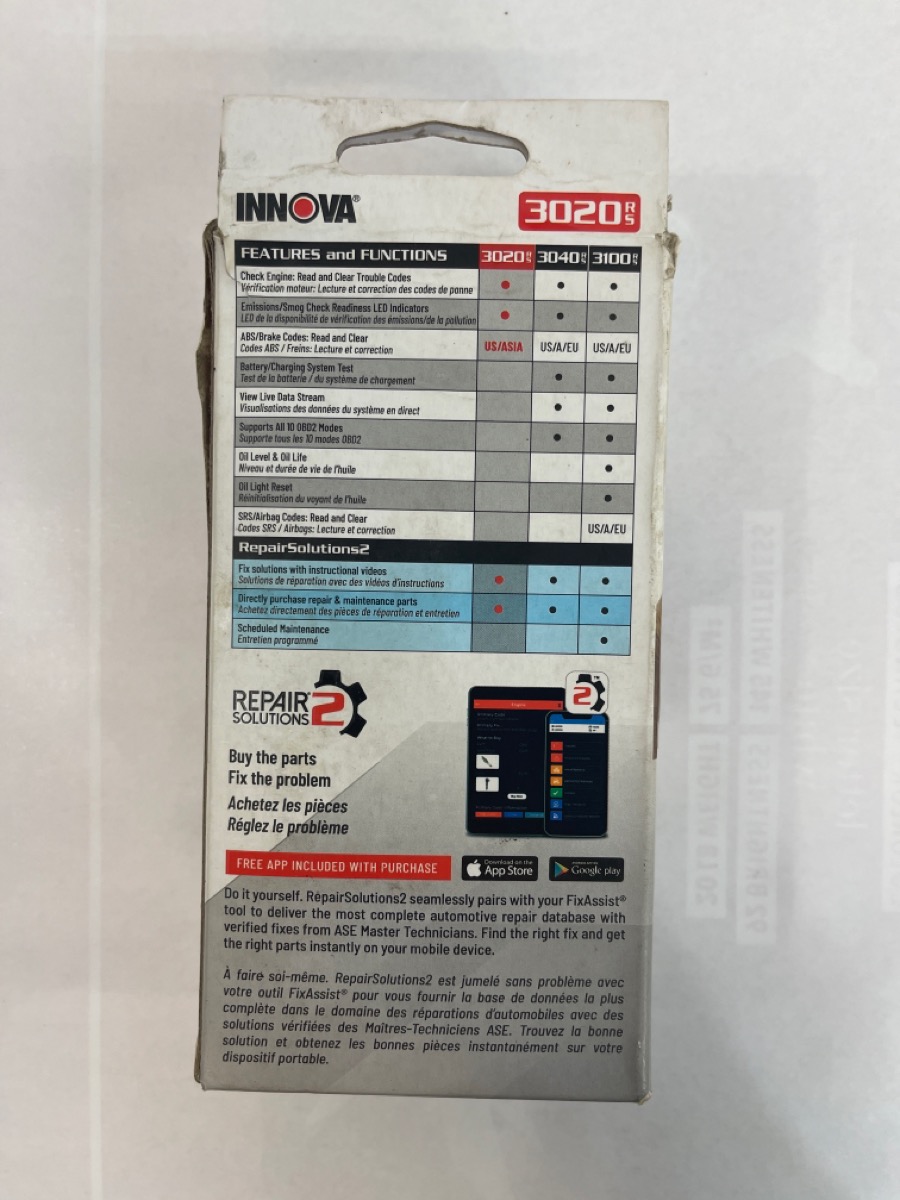 INNOVA®
3020RS
FEATURES and FUNCTIONS 3020RS 3040RS 3100RS
Check Engine: Read and Clear Trouble Codes
Vérification moteur: Lecture et correction des codes de panne
Emissions/Smog Check Readiness LED Indicators
LED de la disponibilité de vérification des émissions/de la pollution
ABS/Brake Codes: Read and Clear
Codes ABS / Freins: Lecture et correction
US/ASIA US/A/EU US/A/EU
Battery/Charging System Test
Test de la batterie / du système de chargement
View Live Data Stream
Visualisations des données du système en direct
Supports All 10 OBD2 Modes
Supporte tous les 10 modes OBD2
Oil Level & Oil Life
Niveau et durée de vie de l'huile
Oil Light Reset
Réinitialisation du voyant de l'huile
SRS/Airbag Codes: Read and Clear
Codes SRS / Airbags: Lecture et correction
US/A/EU
RepairSolutions2
Fix solutions with instructional videos
Solutions de réparation avec des vidéos d'instructions
Directly purchase repair & maintenance parts
Achetez directement des pièces de réparation et entretien
Scheduled Maintenance
Entretien programmé
REPAIR
SOLUTIONS 2
2™
Buy the parts
Fix the problem
Achetez les pièces
Réglez le problème
FREE APP INCLUDED WITH PURCHASE
Download on the
App Store
Google play
Do it yourself. RepairSolutions2 seamlessly pairs with your FixAssist®
tool to deliver the most complete automotive repair database with
verified fixes from ASE Master Technicians. Find the right fix and get
the right parts instantly on your mobile device.
À faire soi-même. RepairSolutions2 est jumelé sans problème avec
votre outil FixAssist® pour vous fournir la base de données la plus
complète dans le domaine des réparations d'automobiles avec des
solutions vérifiées des Maîtres-Techniciens ASE. Trouvez la bonne
solution et obtenez les bonnes pièces instantanément sur votre
dispositif portable.